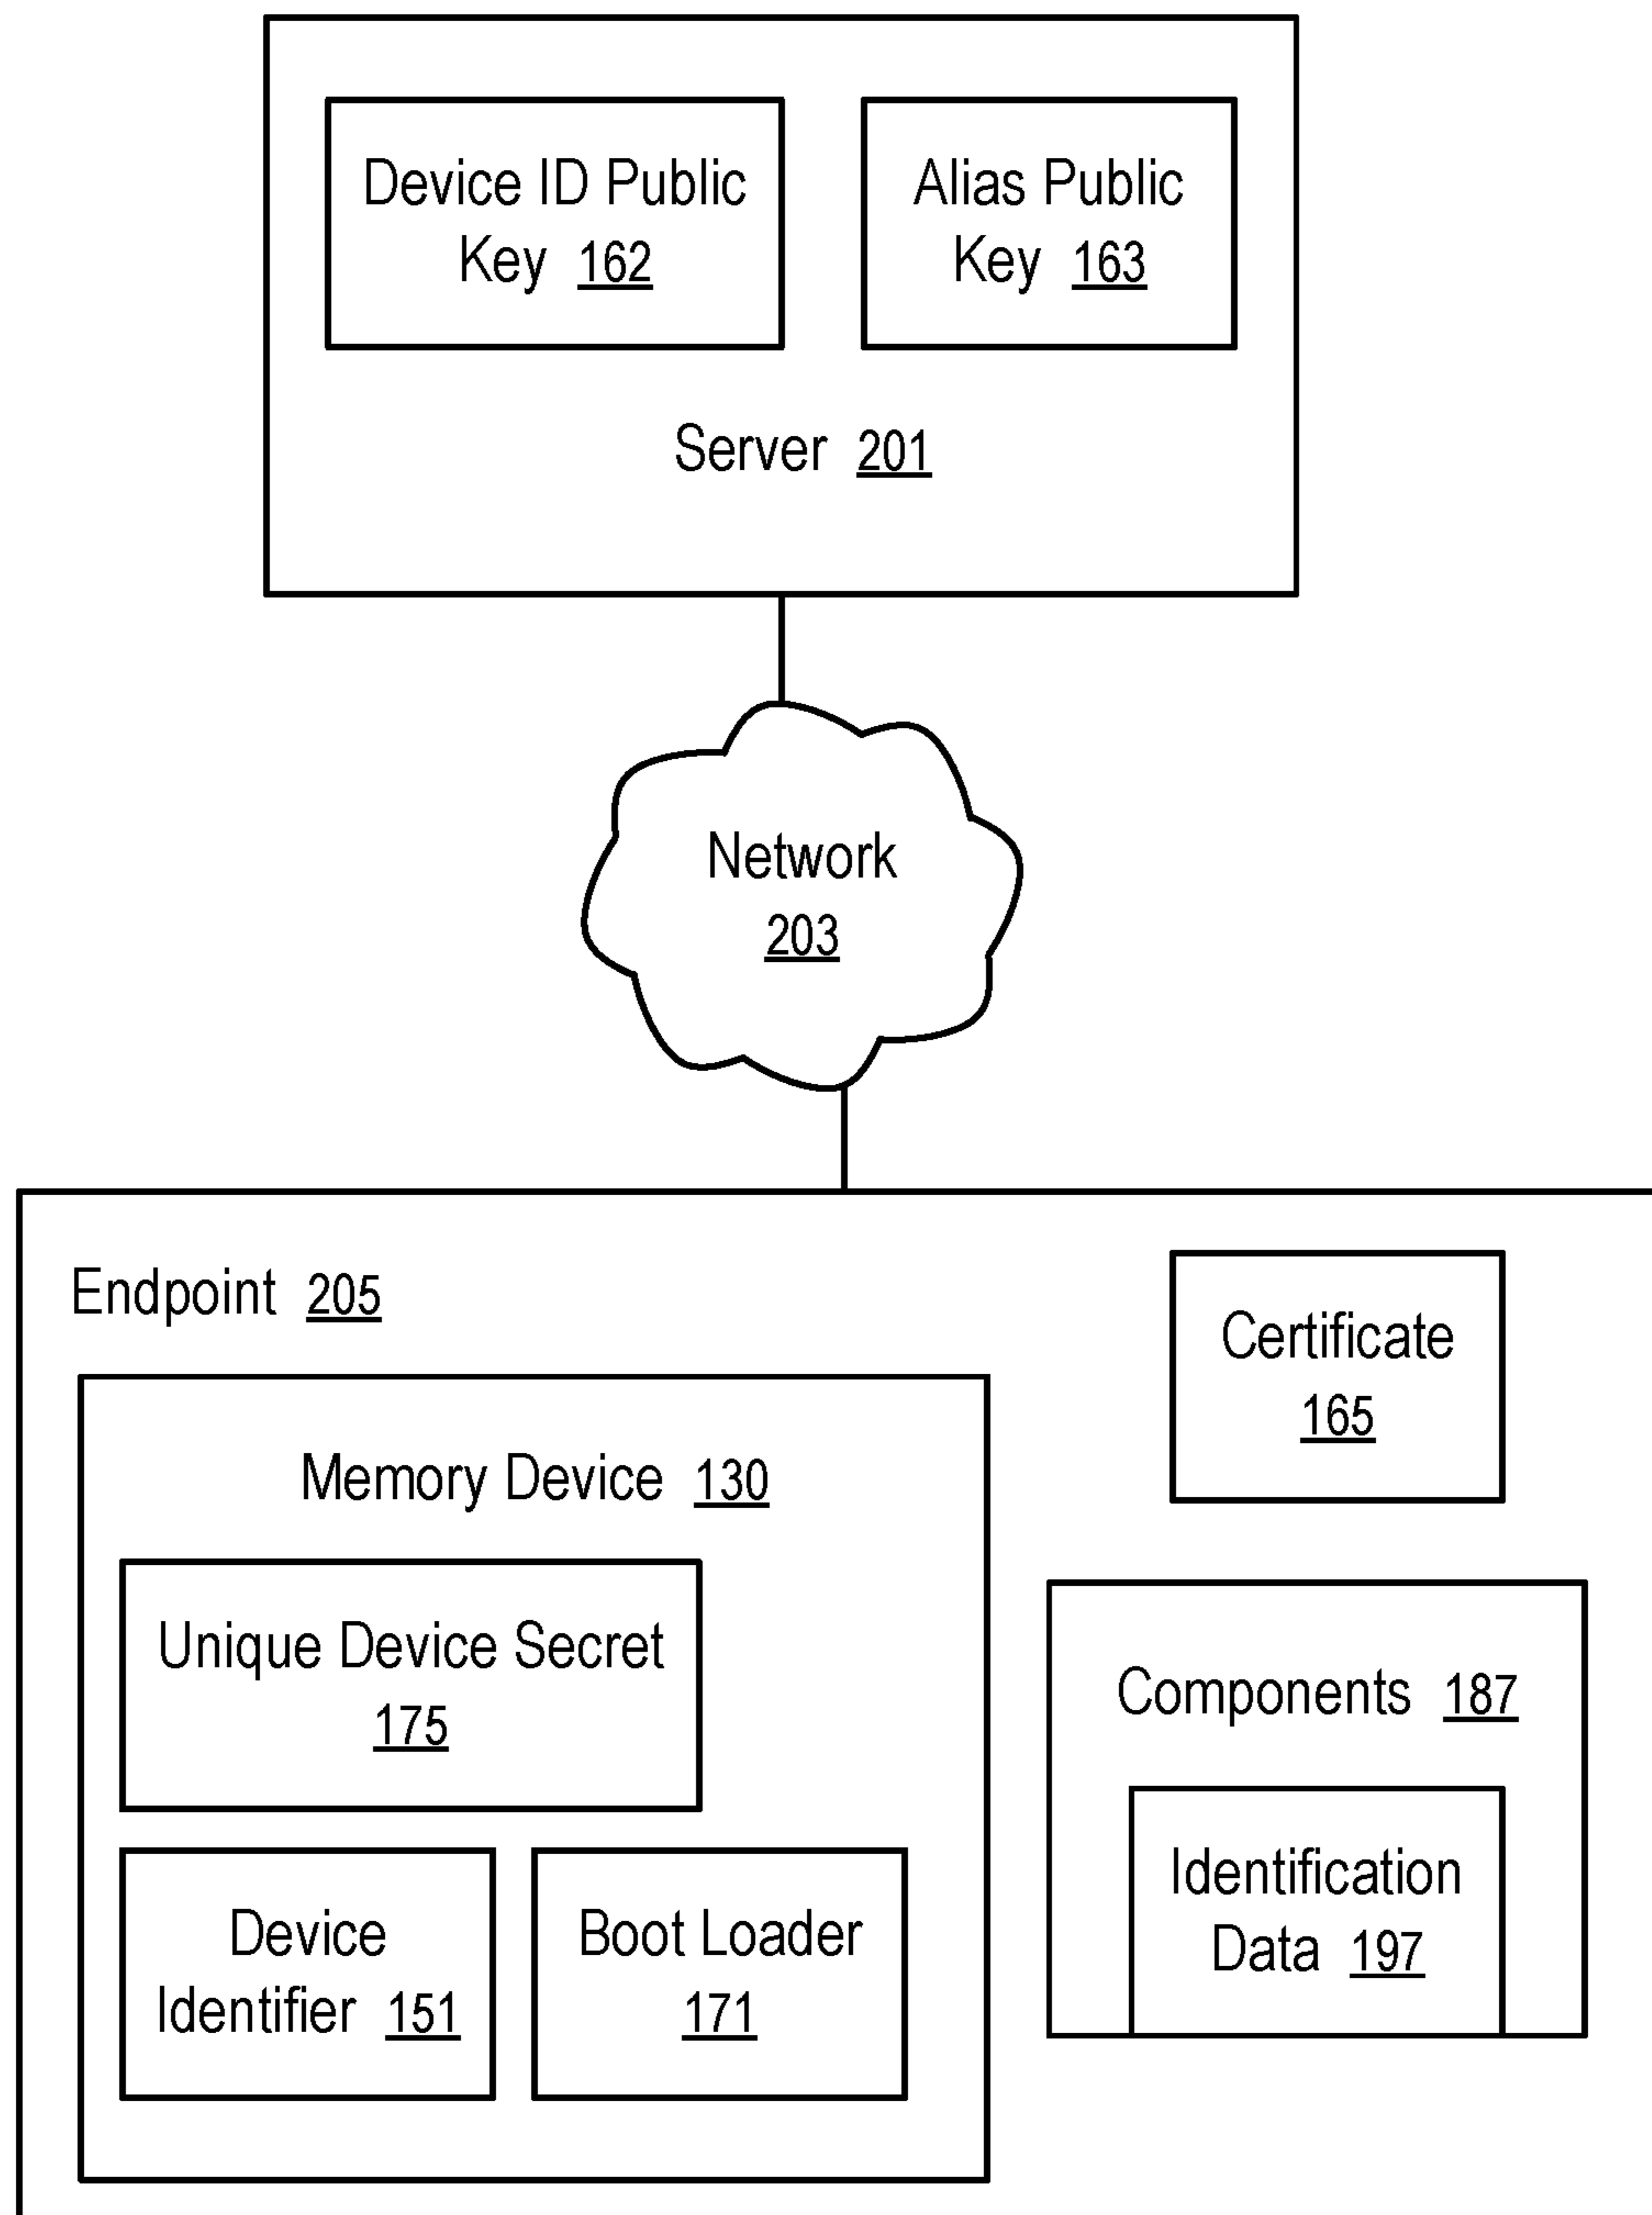 Device ID Public
Key 162
Alias Public
Key 163
Server 201
Network
203
Endpoint 205
Certificate
165
Memory Device 130
Unique Device Secret
175
Components 187
Identification
Data 197
Device
Identifier 151
Boot Loader
171